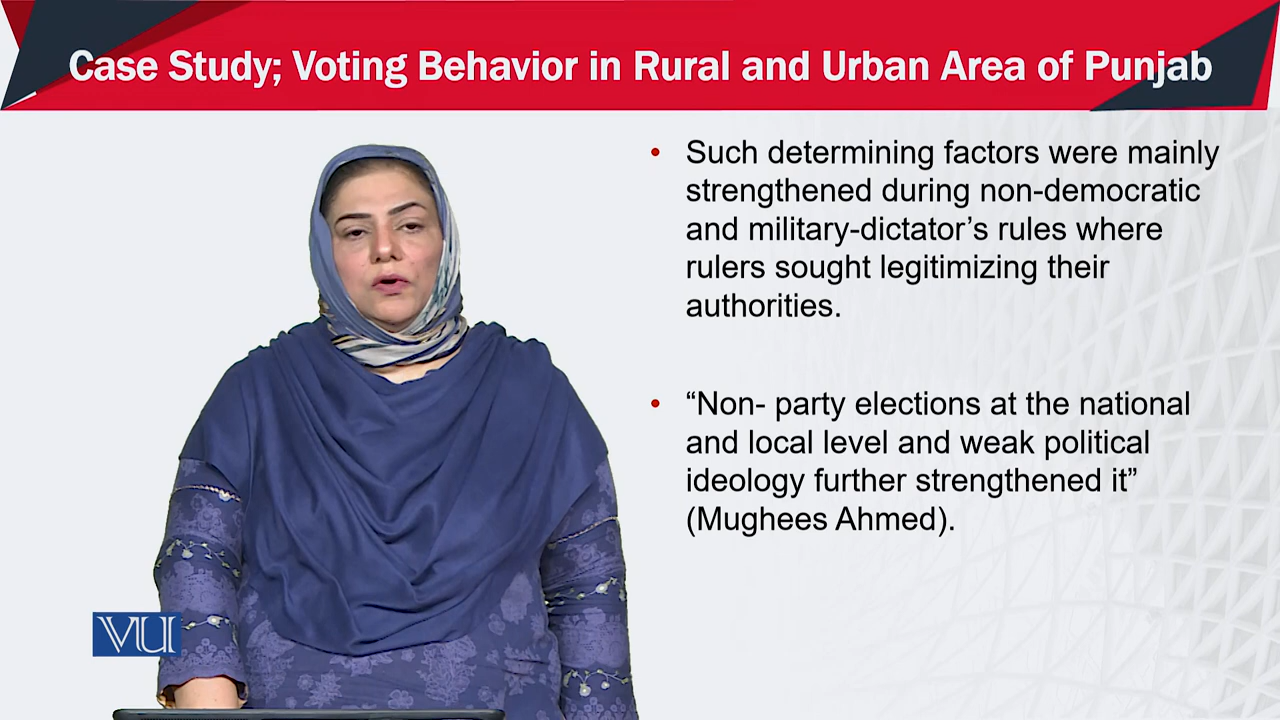 Case Study; Voting Behavior in Rural and Urban Area of Punjab
• Such determining factors were mainly
strengthened during non-democratic
and military-dictator’s rules where
rulers sought legitimizing their
authorities.
• “Non- party elections at the national
and local level and weak political
ideology further strengthened it”
(Mughees Ahmed).
VU